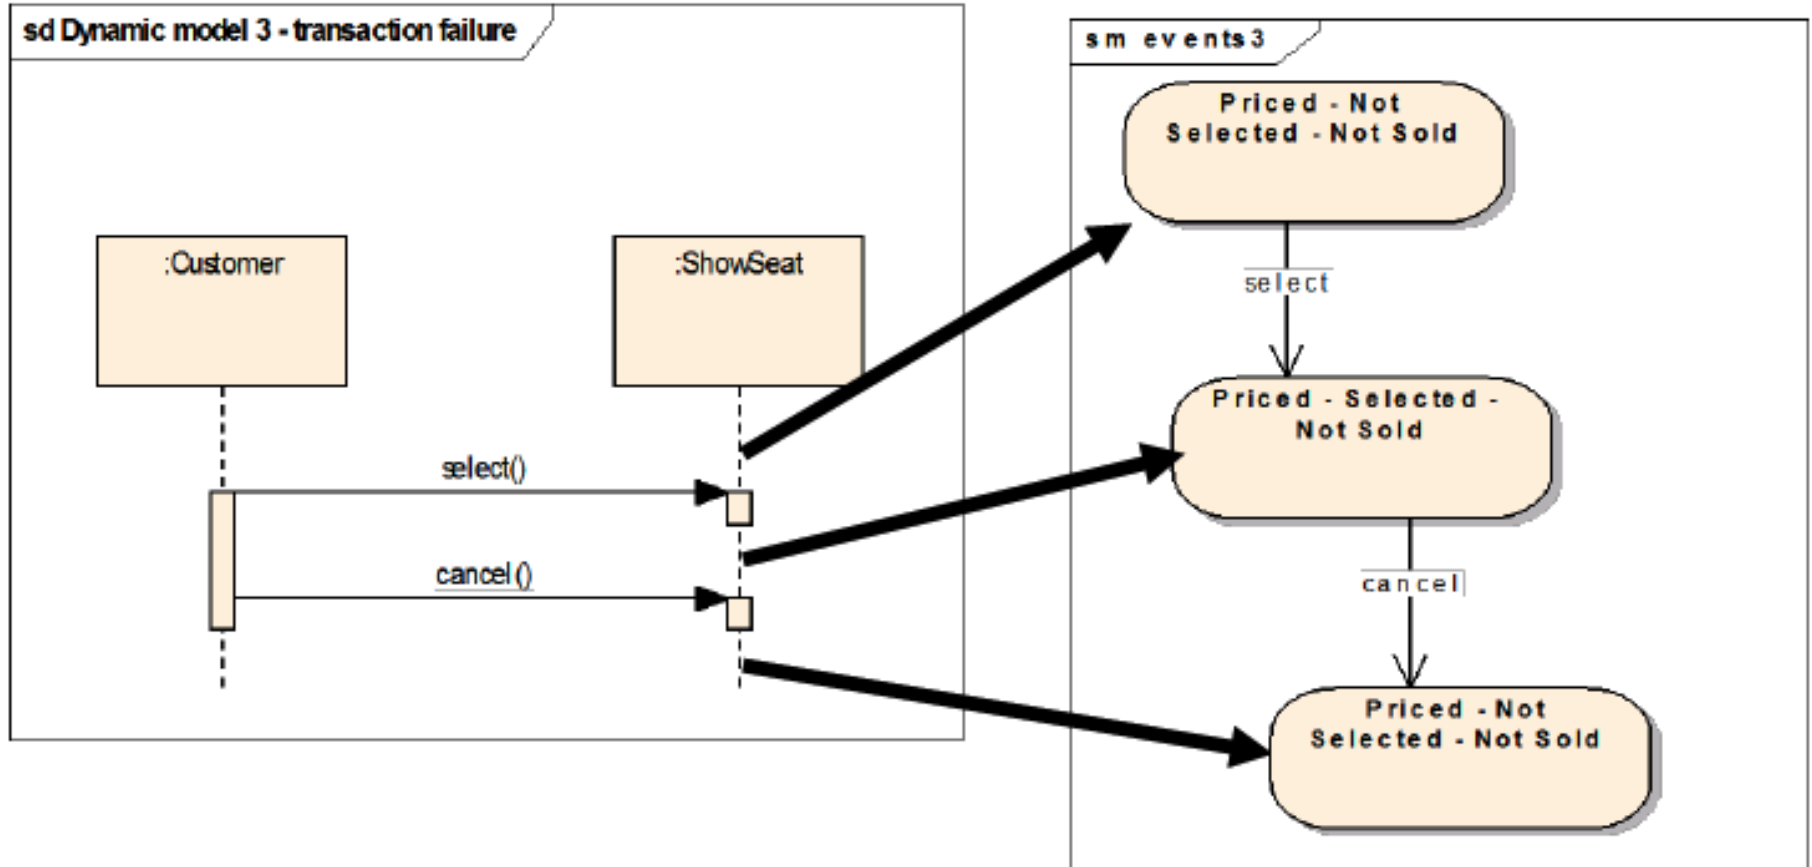 sd Dynamic model 3 - transaction failure
:Customer
:ShowSeat
select()
cancel()
sm events3
Priced - Not
Selected - Not Sold
select
Priced - Selected -
Not Sold
cancel
Priced - Not
Selected - Not Sold